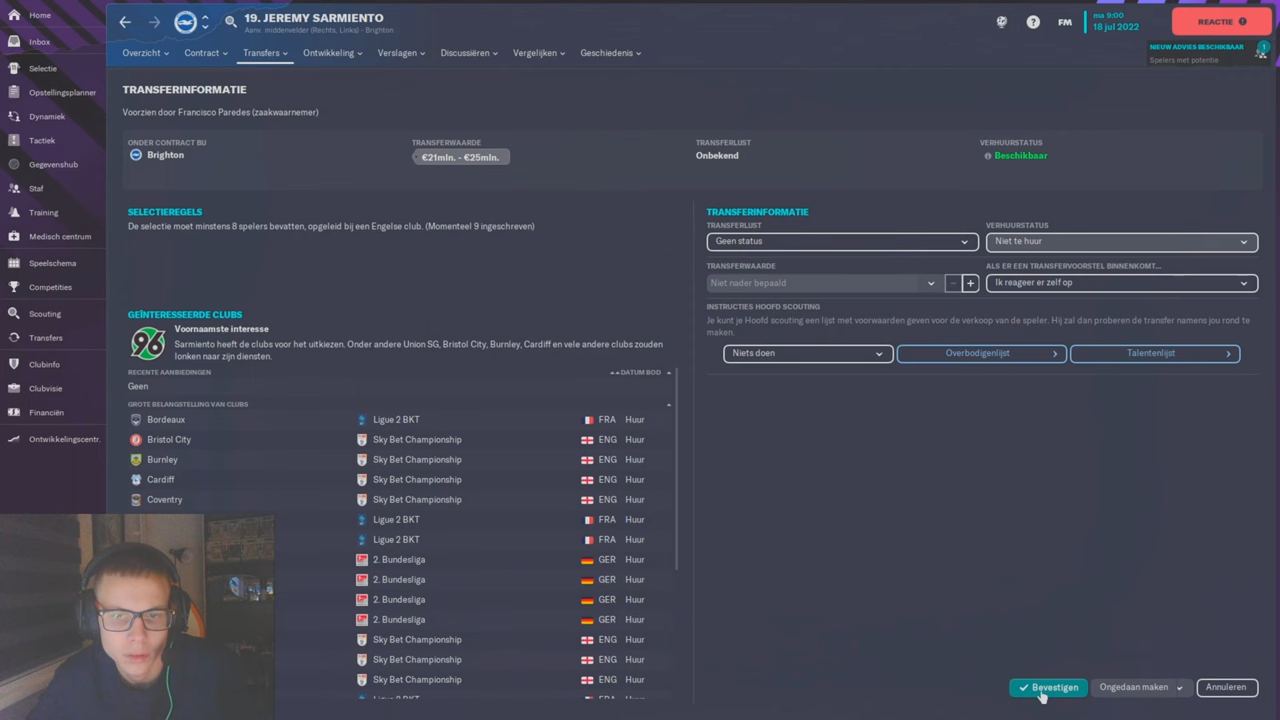 Home
Inbox
Selectie
Opstellingsplanner
Dynamiek
Tactiek
Gegevenshub
Staf
Training
Medisch centrum
Speelschema
Competities
Scouting
Transfers
Clubinfo
Clubvisie
Financiën
Ontwikkelingscentr.
19. JEREMY SARMIENTO
Aanv. middenvelder (Rechts, Links) - Brighton
FM
ma 9:00
18 jul 2022
REACTIE
Overzicht
Contract
Transfers
Ontwikkeling
Verslagen
Discussiëren
Vergelijken
Geschiedenis
NIEUW ADVIES BESCHIKBAAR
Spelers met potentie
1
TRANSFERINFORMATIE
Voorzien door Francisco Paredes (zaakwaarnemer)
ONDER CONTRACT BIJ
Brighton
TRANSFERWAARDE
€21mln. - €25mln.
TRANSFERLUST
Onbekend
VERHUURSTATUS
Beschikbaar
SELECTIEREGELS
De selectie moet minstens 8 spelers bevatten, opgeleid bij een Engelse club. (Momenteel 9 ingeschreven)
GEÏNTERESSEERDE CLUBS
Voornaamste interesse
Sarmiento heeft de clubs voor het uitkiezen. Onder andere Union SG, Bristol City, Burnley, Cardiff en vele andere clubs zouden
lonken naar zijn diensten.
RECENTE AANBIEDINGEN DATUM BOD
Geen
GROTE BELANGSTELLING VAN CLUBS
Bordeaux Ligue 2 BKT FRA Huur
Bristol City Sky Bet Championship ENG Huur
Burnley Sky Bet Championship ENG Huur
Cardiff Sky Bet Championship ENG Huur
Coventry Sky Bet Championship ENG Huur
Ligue 2 BKT FRA Huur
Ligue 2 BKT FRA Huur
2. Bundesliga GER Huur
2. Bundesliga GER Huur
2. Bundesliga GER Huur
2. Bundesliga GER Huur
Sky Bet Championship ENG Huur
Sky Bet Championship ENG Huur
Sky Bet Championship ENG Huur
Ligue 2 BKT FRA Huur
TRANSFERINFORMATIE
TRANSFERLIJST
Geen status
VERHUURSTATUS
Niet te huur
TRANSFERWAARDE
Niet nader bepaald
ALS ER EEN TRANSFERVOORSTEL BINNENKOMT...
Ik reageer er zelf op
INSTRUCTIES HOOFD SCOUTING
Je kunt je Hoofd scouting een lijst met voorwaarden geven voor de verkoop van de speler. Hij zal dan proberen de transfer namens jou rond te
maken.
Niets doen
Overbodigenlijst
Talentenlijst
Bevestigen
Ongedaan maken
Annuleren